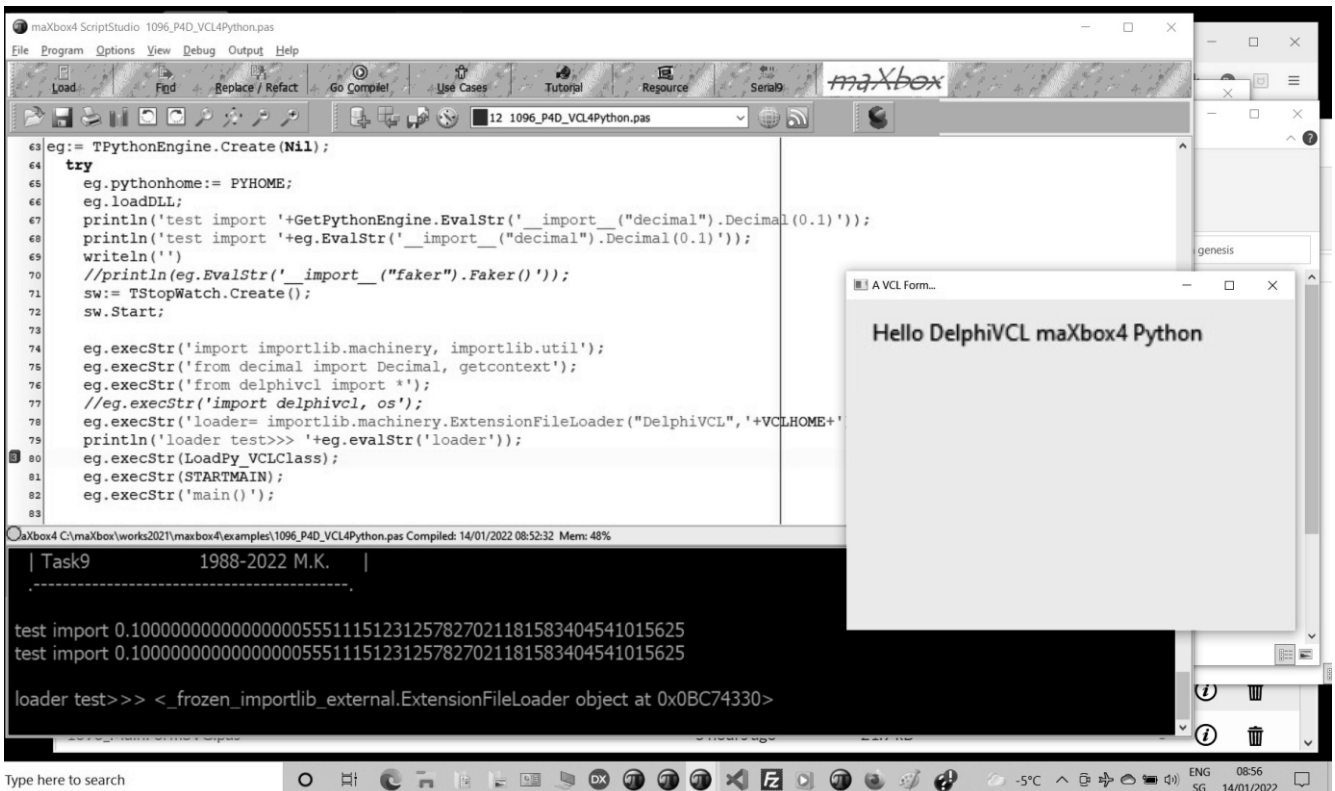 maXbox4 ScriptStudio 1096_P4D_VCL4Python.pas
File Program Options View Debug Output Help
Load Find Replace / Refact Go Compile! Use Cases Tutorial Resource Serial9 maXbox
12 1096_P4D_VCL4Python.pas
63 eg:= TPythonEngine.Create(Nil);
64 try
65 eg.pythonhome:= PYHOME;
66 eg.loadDLL;
67 println('test import '+GetPythonEngine.EvalStr('__import__("decimal").Decimal(0.1)'));
68 println('test import '+eg.EvalStr('__import__("decimal").Decimal(0.1)'));
69 writeln('')
70 //println(eg.EvalStr('__import__("faker").Faker()'));
71 sw:= TStopWatch.Create();
72 sw.Start;
73
74 eg.execStr('import importlib.machinery, importlib.util');
75 eg.execStr('from decimal import Decimal, getcontext');
76 eg.execStr('from delphivcl import *');
77 //eg.execStr('import delphivcl, os');
78 eg.execStr('loader= importlib.machinery.ExtensionFileLoader("DelphiVCL",'+VCLHOME+'
79 println('loader test>>> '+eg.evalStr('loader'));
80 eg.execStr(LoadPy_VCLClass);
81 eg.execStr(STARTMAIN);
82 eg.execStr('main()');
83
genesis
A VCL Form...
Hello DelphiVCL maXbox4 Python
aXbox4 C:\maXbox\works2021\maxbox4\examples\1096_P4D_VCL4Python.pas Compiled: 14/01/2022 08:52:32 Mem: 48%
| Task9 1988-2022 M.K. |
test import 0.1000000000000000055511151231257827021181583404541015625
test import 0.1000000000000000055511151231257827021181583404541015625
loader test>>> <_frozen_importlib_external.ExtensionFileLoader object at 0x0BC74330>
Type here to search
-5°C
ENG
SG
08:56
14/01/2022